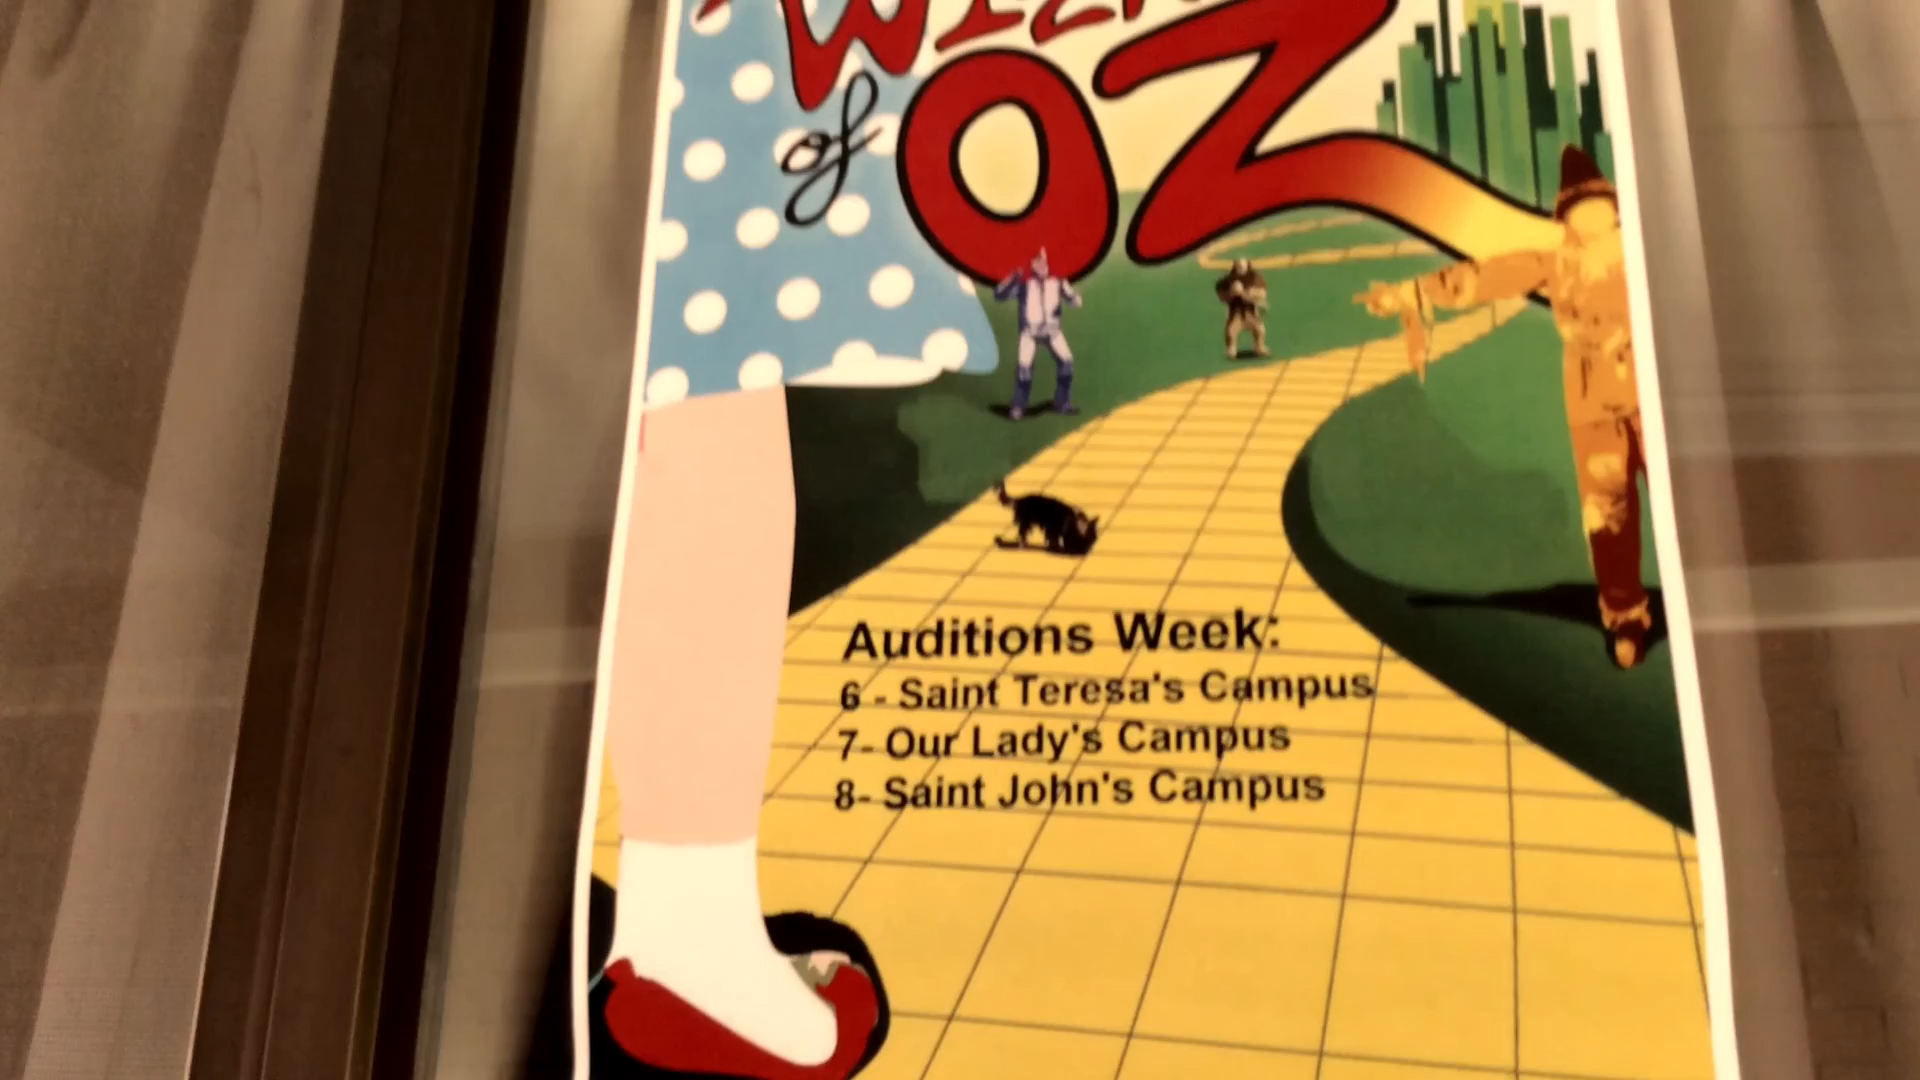 of
OZ
Auditions Week:
6 - Saint Teresa's Campus
7- Our Lady's Campus
8- Saint John's Campus